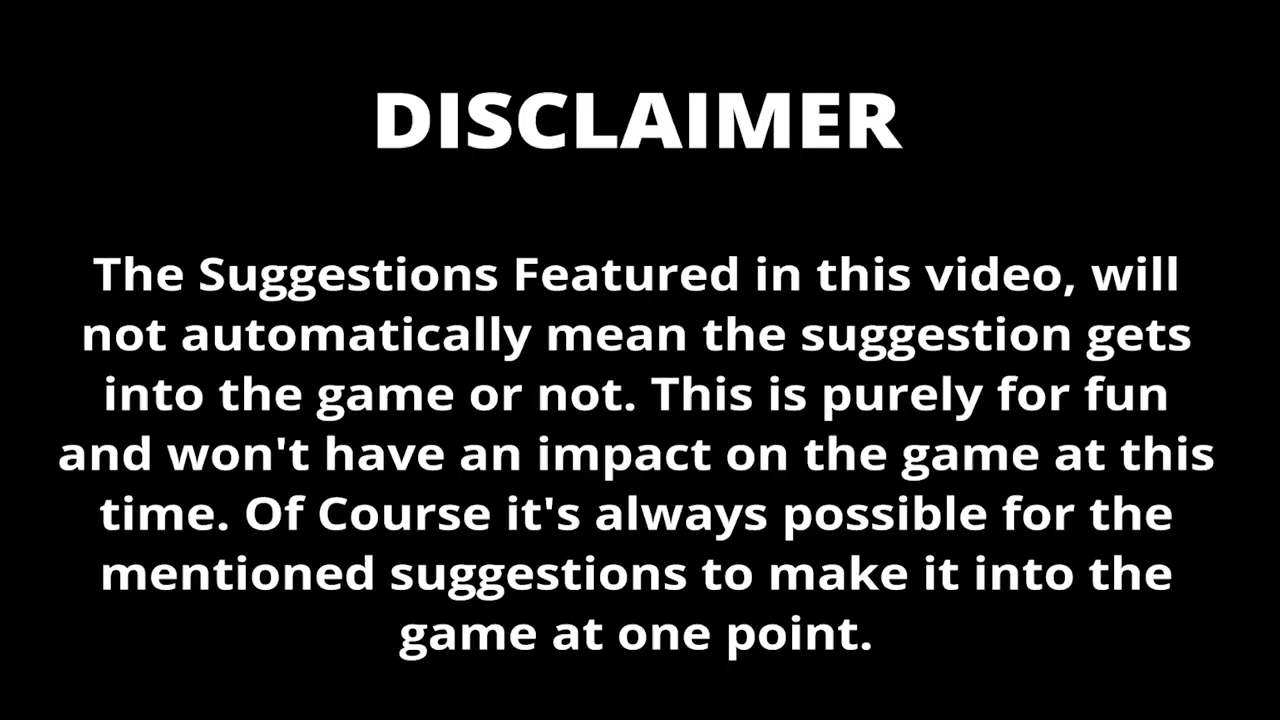 DISCLAIMER
The Suggestions Featured in this video, will
not automatically mean the suggestion gets
into the game or not. This is purely for fun
and won't have an impact on the game at this
time. Of Course it's always possible for the
mentioned suggestions to make it into the
game at one point.